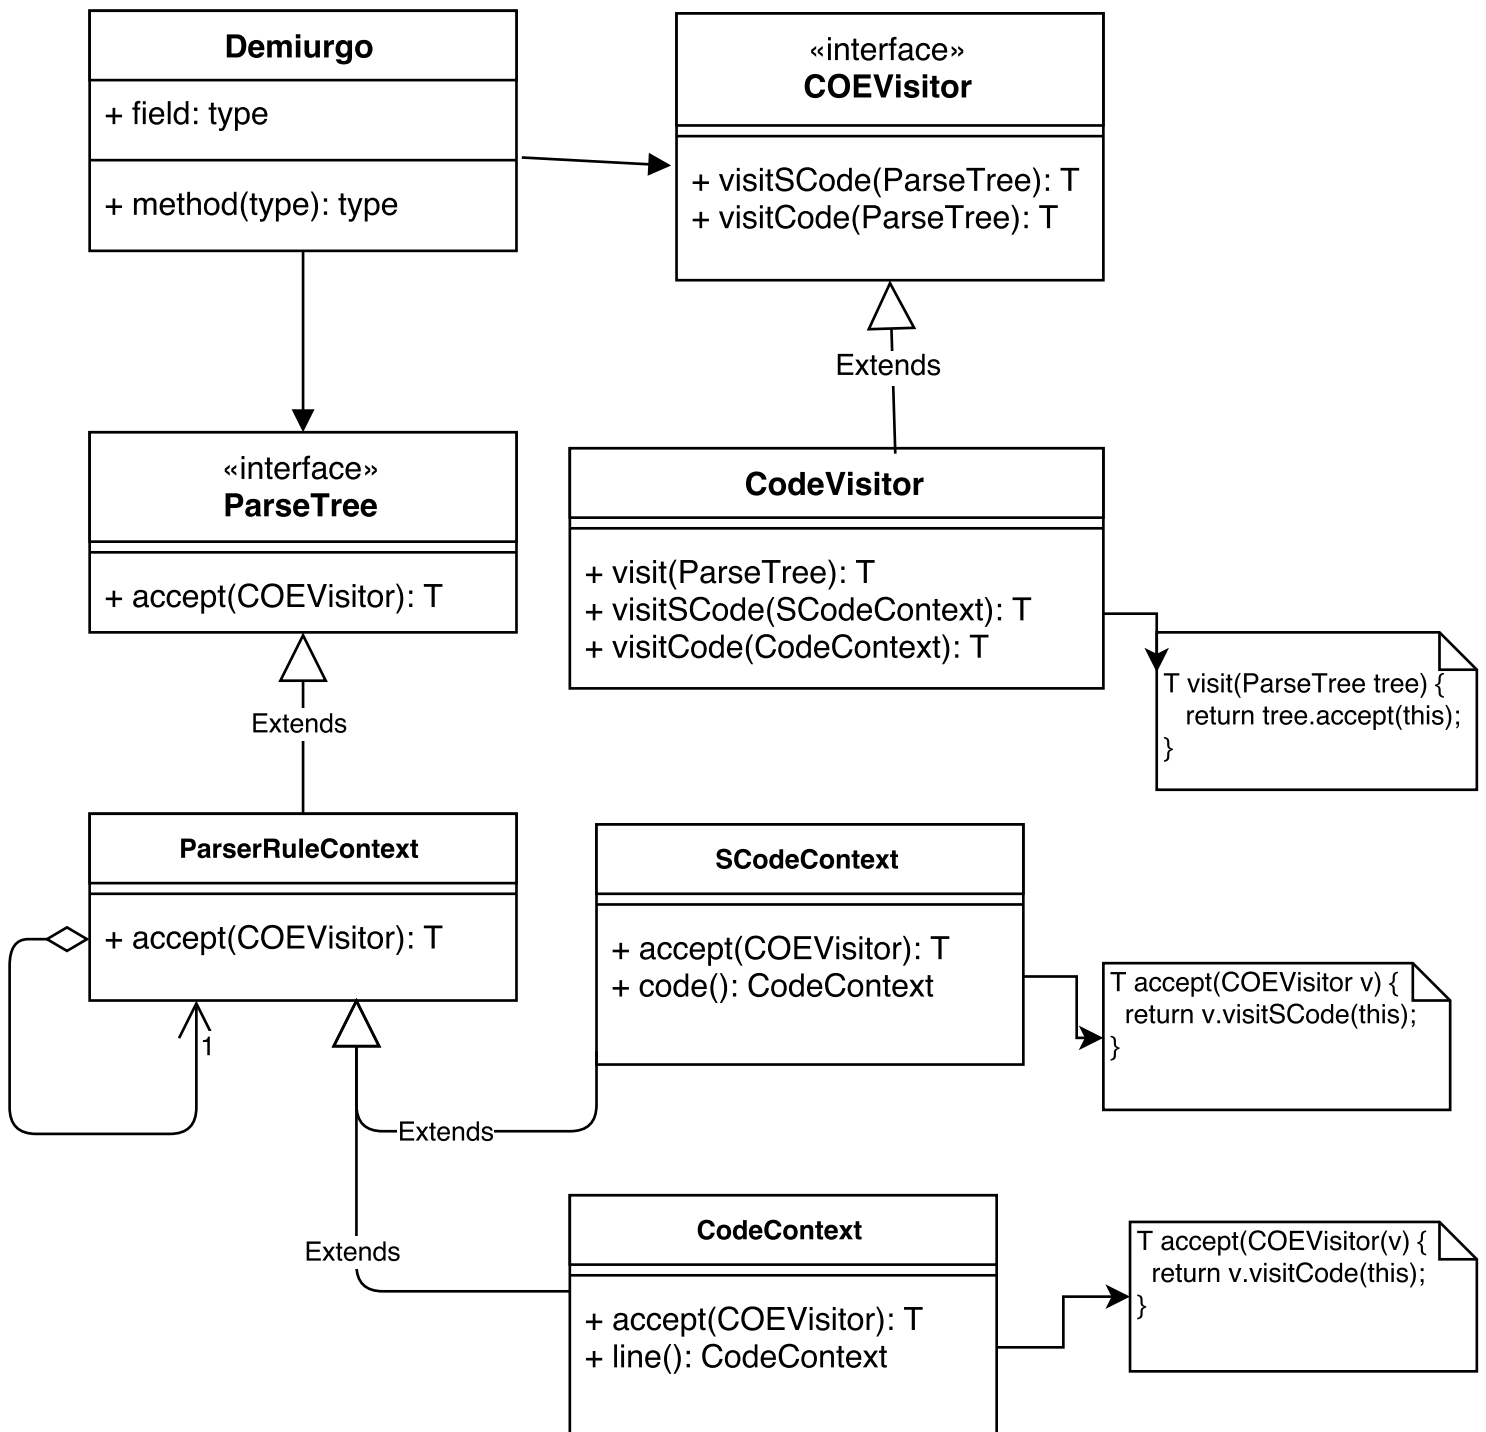 Demiurgo
+ field: type
+ method(type): type
«interface»
COEVisitor
+ visitSCode(ParseTree): T
+ visitCode(ParseTree): T
Extends
«interface»
ParseTree
+ accept(COEVisitor): T
CodeVisitor
+ visit(ParseTree): T
+ visitSCode(SCodeContext): T
+ visitCode(CodeContext): T
T visit(ParseTree tree) {
return tree.accept(this);
}
Extends
ParserRuleContext
+ accept(COEVisitor): T
1
SCodeContext
+ accept(COEVisitor): T
+ code(): CodeContext
T accept(COEVisitor v) {
return v.visitSCode(this);
}
Extends
Extends
CodeContext
+ accept(COEVisitor): T
+ line(): CodeContext
T accept(COEVisitor(v) {
return v.visitCode(this);
}